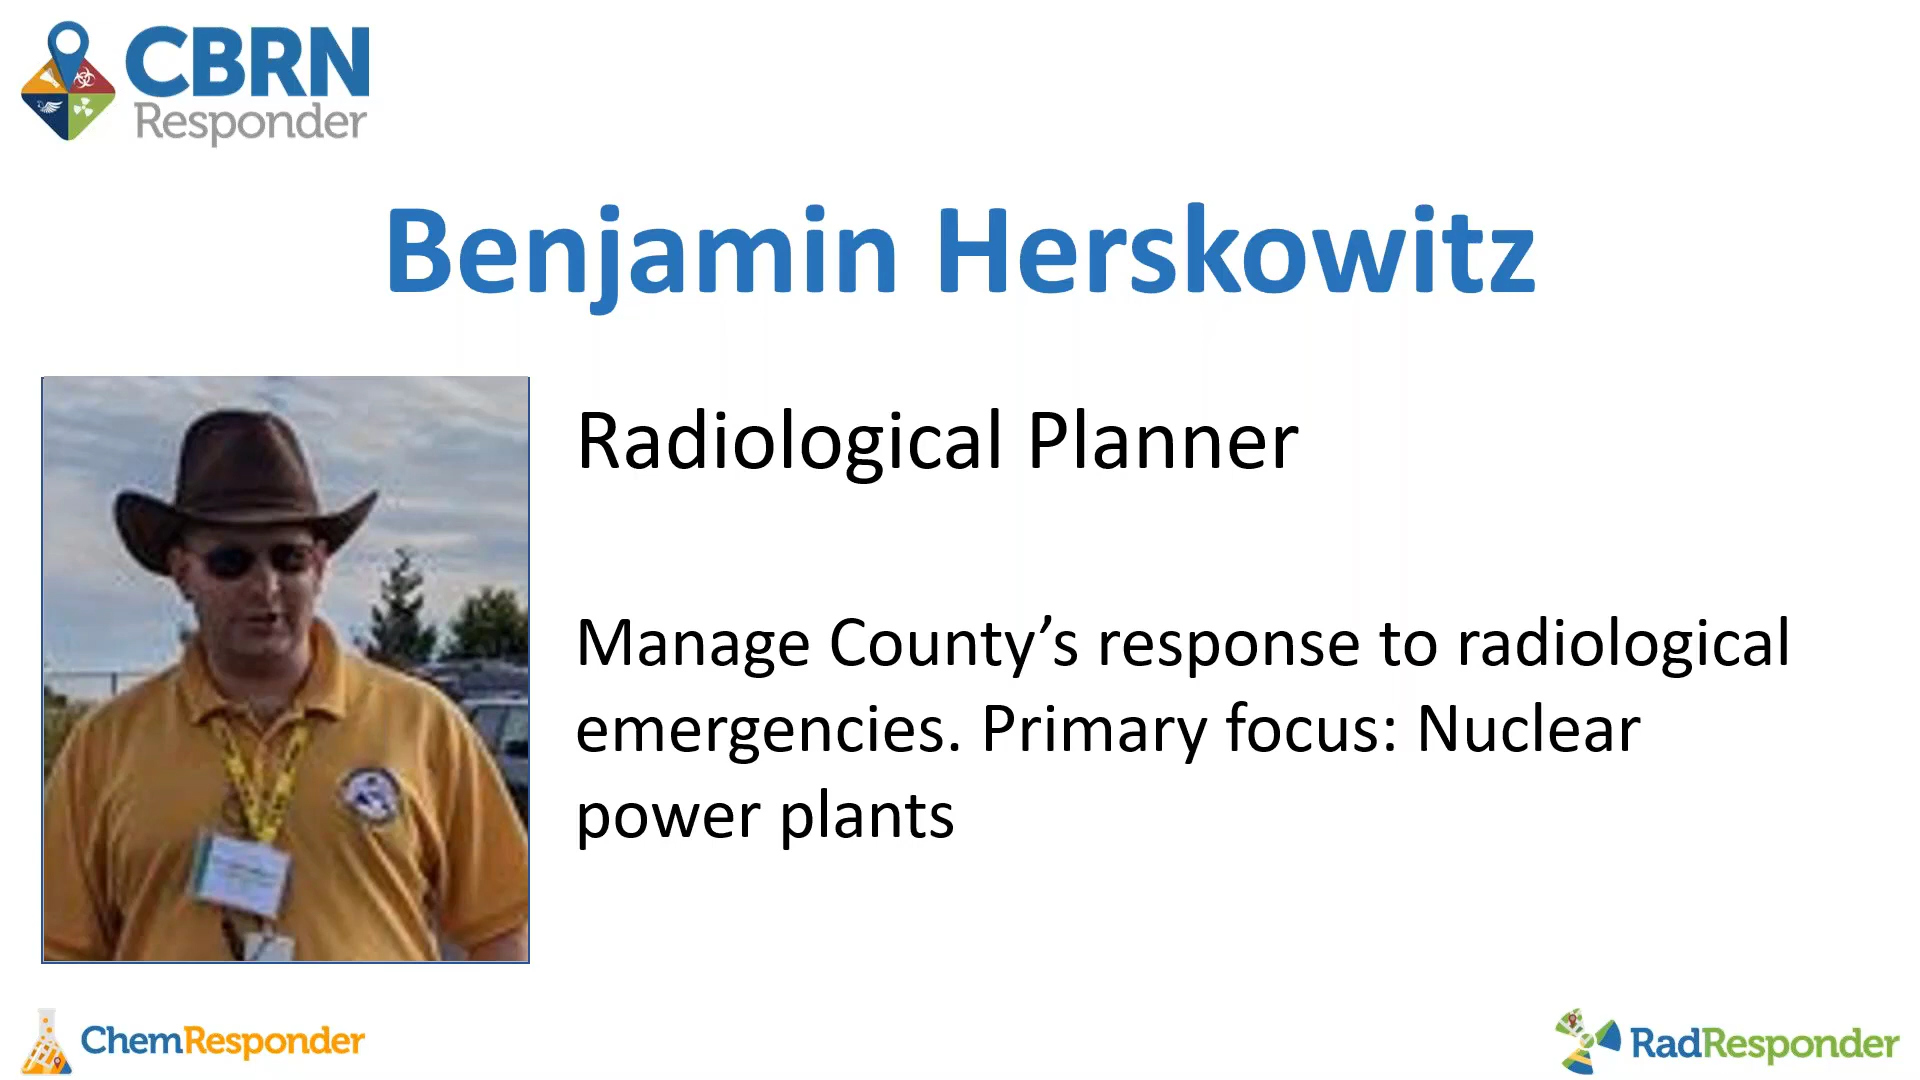 CBRN
Responder
Benjamin Herskowitz
Radiological Planner
Manage County’s response to radiological
emergencies. Primary focus: Nuclear
power plants
ChemResponder
RadResponder